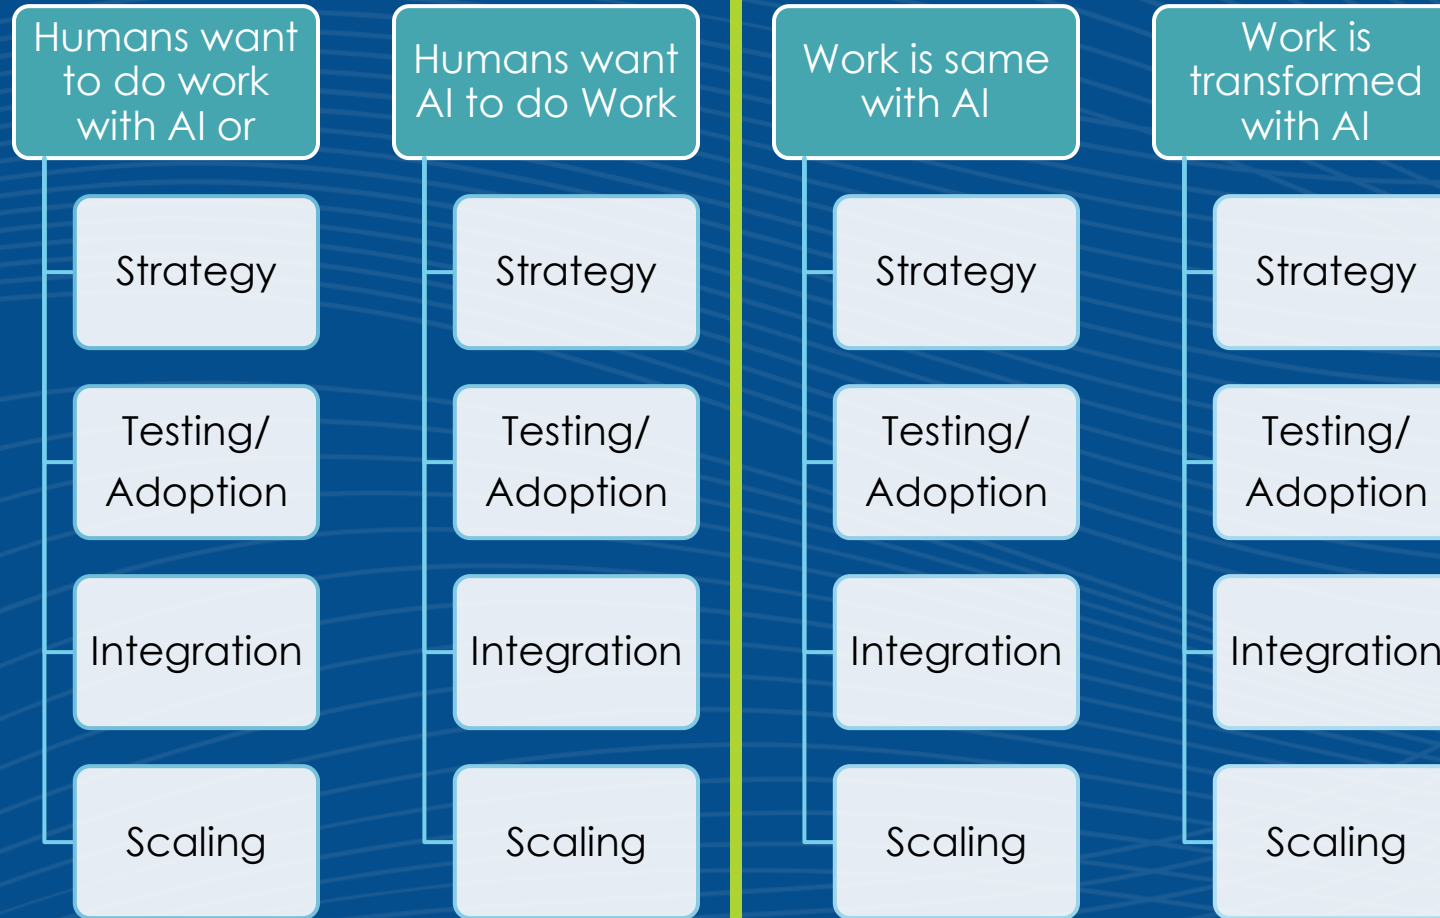 Humans want
to do work
with AI or
Strategy
Testing/
Adoption
Integration
Scaling
Humans want
AI to do Work
Strategy
Testing/
Adoption
Integration
Scaling
Work is same
with AI
Strategy
Testing/
Adoption
Integration
Scaling
Work is
transformed
with AI
Strategy
Testing/
Adoption
Integration
Scaling